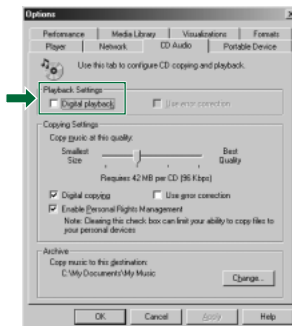 Options
Performance Media Library Visualizations Formats
Player Network CD Audio Portable Device
Use this tab to configure CD copying and playback.
Playback Settings
Digital playback Use error correction
Copying Settings
Copy music at this quality:
Smallest Size Best Quality
Requires 42 MB per CD (96 Kbps)
Digital copying Use error correction
Enable Personal Rights Management
Note: Clearing this check box can limit your ability to copy files to
your personal devices
Archive
Copy music to this destination:
C:\My Documents\My Music
Change...
OK Cancel Apply Help